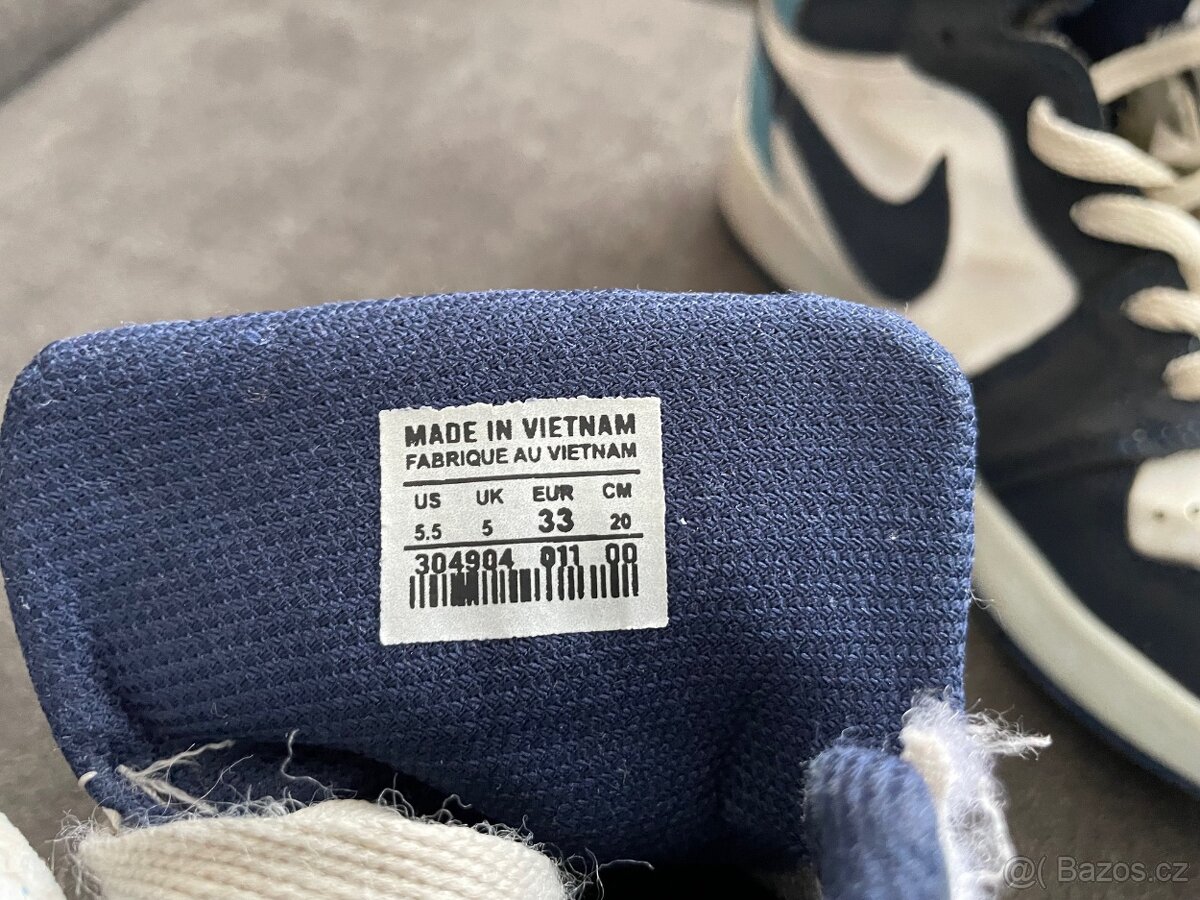 MADE IN VIETNAM
FABRIQUE AU VIETNAM
US UK EUR CM
5.5 5 33 20
304904 011 00
@( Bazos.cz